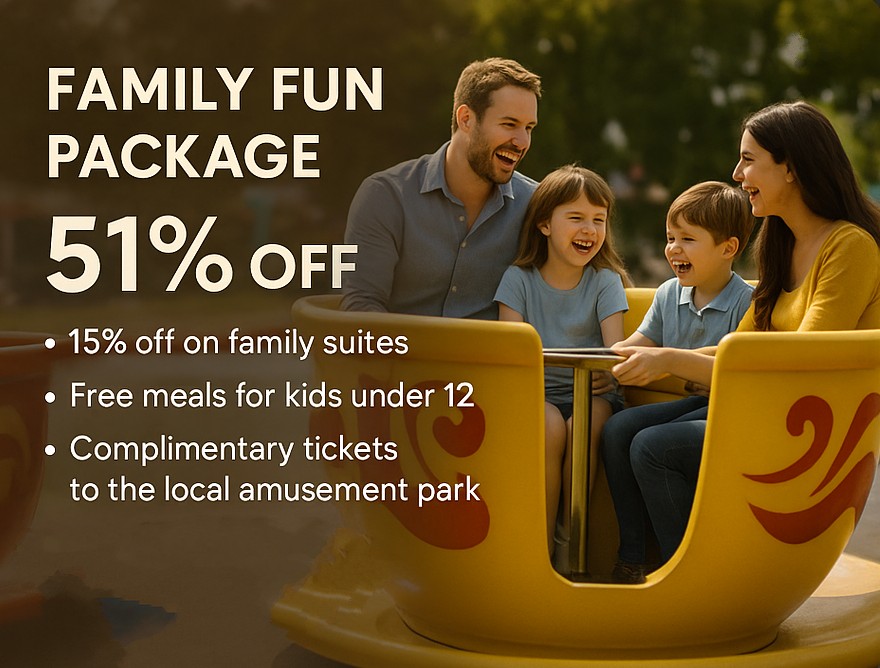 FAMILY FUN
PACKAGE
51% OFF
• 15% off on family suites
• Free meals for kids under 12
• Complimentary tickets
to the local amusement park